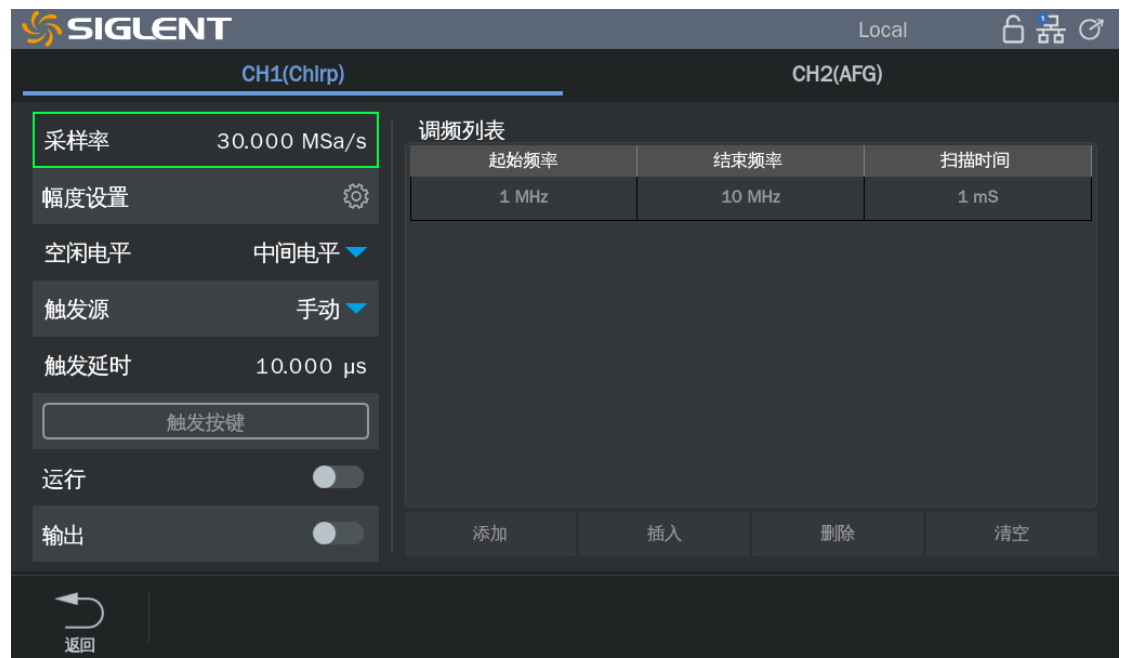 SIGLENT
Local
1
CH1(Chirp)
CH2(AFG)
采样率 30.000 MSa/s
幅度设置
空闲电平 中间电平
触发源 手动
触发延时 10.000 μs
触发按键
运行
输出
调频列表
起始频率 结束频率 扫描时间
1 MHz 10 MHz 1 mS
添加 插入 删除 清空
返回